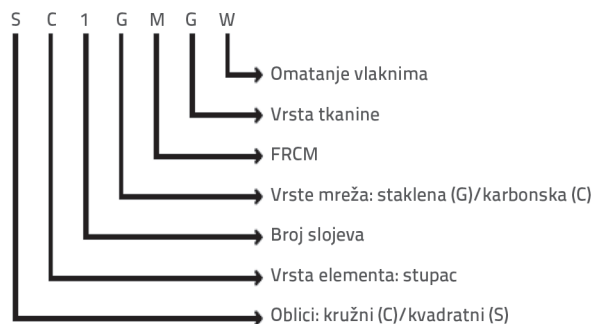 S C 1 G M G W
Omatanje vlaknima
Vrsta tkanine
FRCM
Vrste mreža: staklena (G)/karbonska (C)
Broj slojeva
Vrsta elementa: stupac
Oblici: kružni (C)/kvadratni (S)